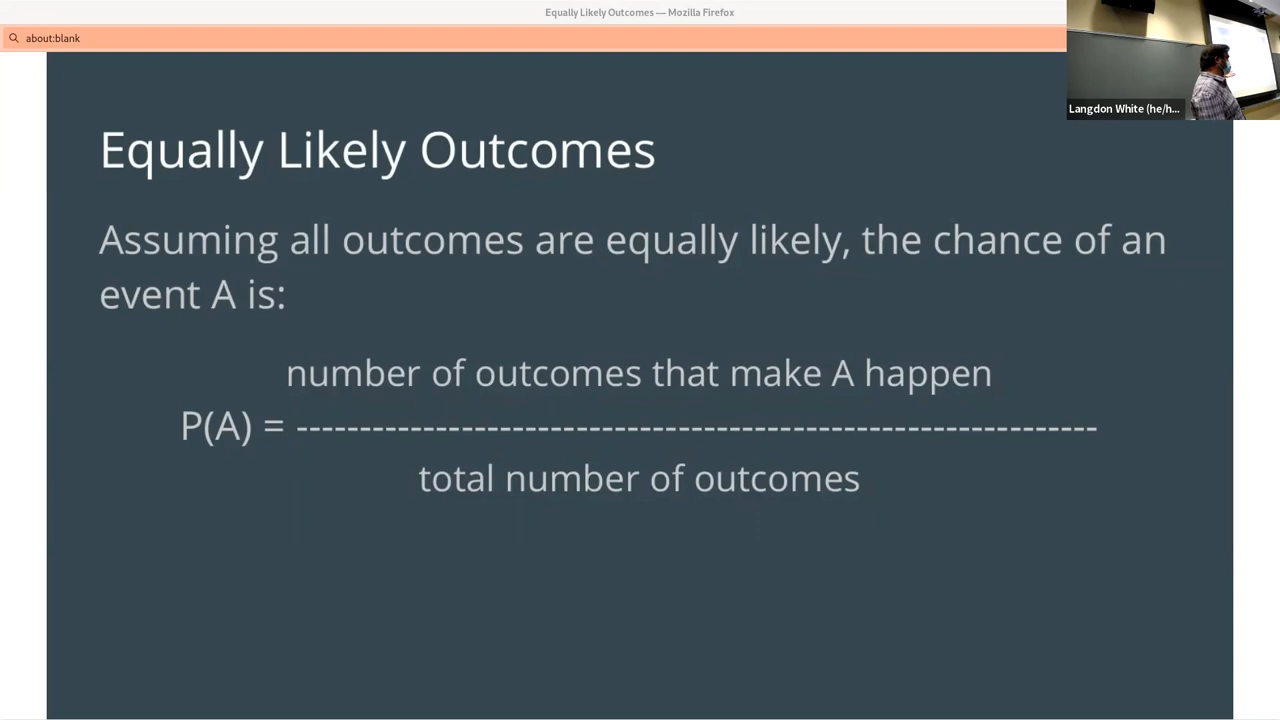 Equally Likely Outcomes — Mozilla Firefox
about:blank
Langdon White (he/h...
Equally Likely Outcomes
Assuming all outcomes are equally likely, the chance of an
event A is:
number of outcomes that make A happen
P(A) = ---------------------------------------------------------------
total number of outcomes